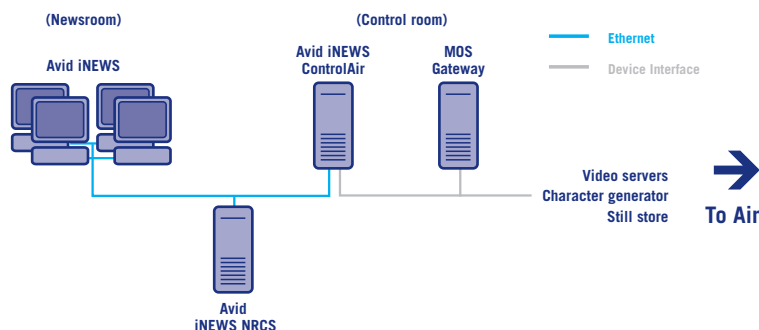 (Newsroom)
(Control room)
Avid iNEWS
Avid iNEWS
ControlAir
MOS
Gateway
Ethernet
Device Interface
Video servers
Character generator
Still store
To Air
Avid
iNEWS NRCS